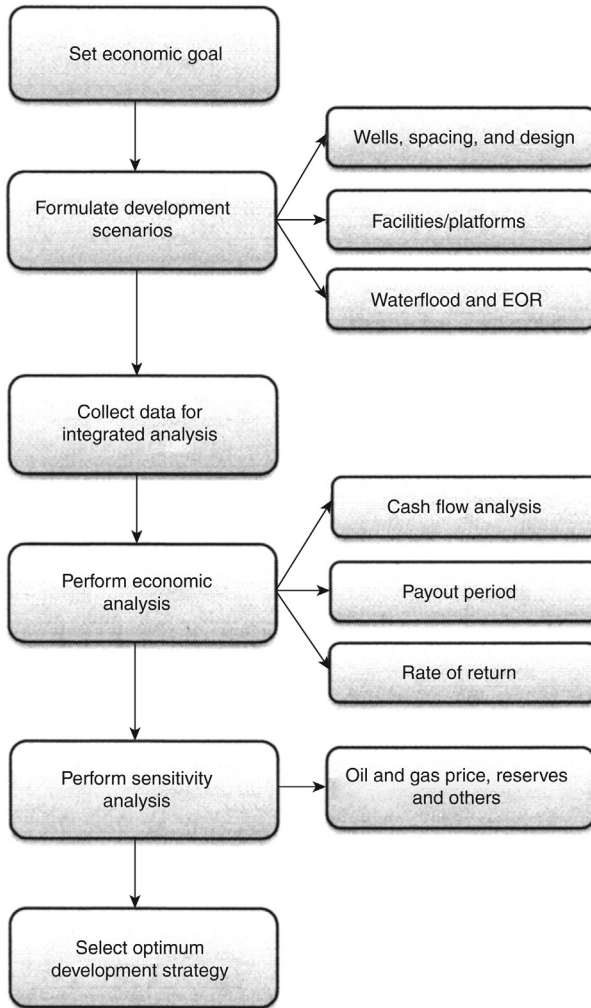 Set economic goal
Wells, spacing, and design
Formulate development
scenarios
Facilities/platforms
Waterflood and EOR
Collect data for
integrated analysis
Cash flow analysis
Perform economic
analysis
Payout period
Rate of return
Perform sensitivity
analysis
Oil and gas price, reserves
and others
Select optimum
development strategy